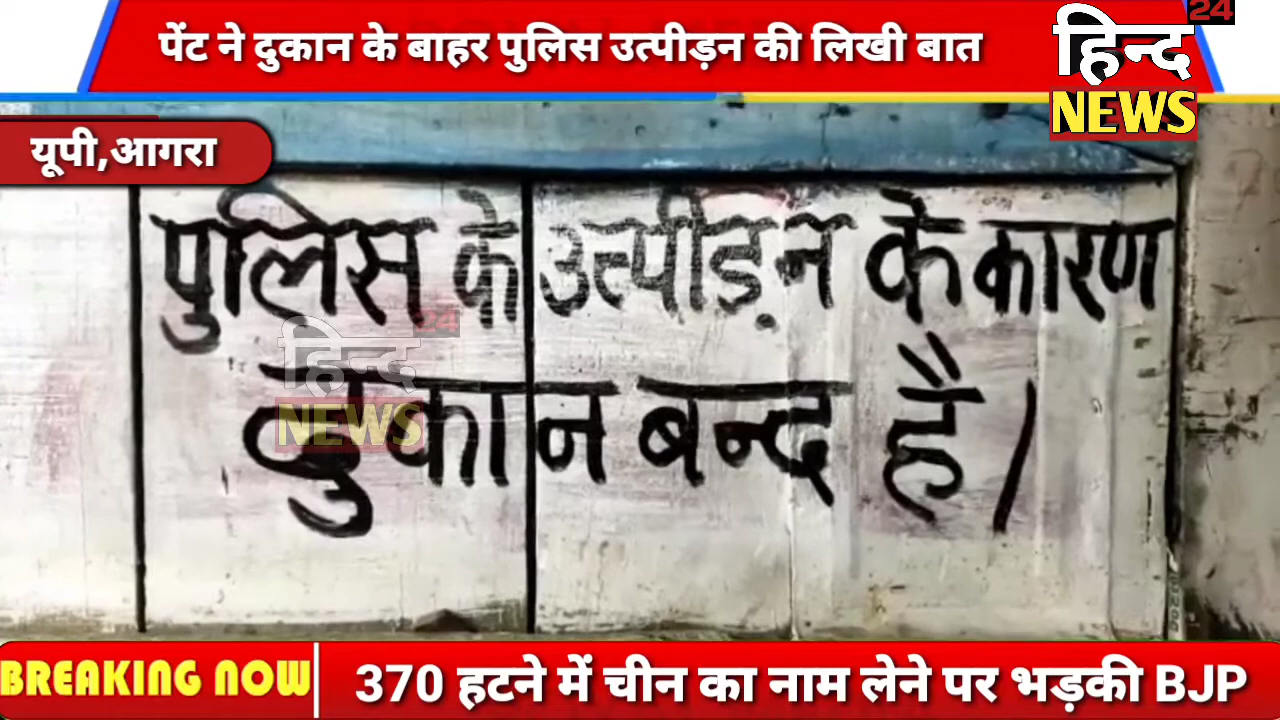 पेंट ने दुकान के बाहर पुलिस उत्पीड़न की लिखी बात
24
हिन्द
NEWS
यूपी,आगरा
पुलिस के उत्पीड़न के कारण
24
हिन्द
NEWS
दुकान बन्द है।
BREAKING NOW
370 हटने में चीन का नाम लेने पर भड़की BJP